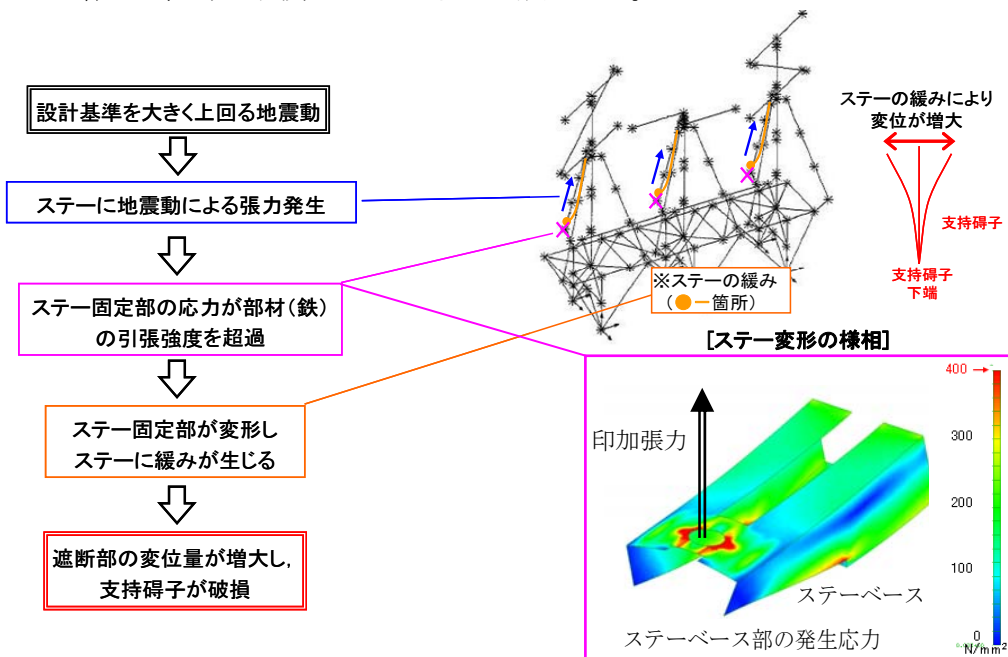 設計基準を大きく上回る地震動
ステーに地震動による張力発生
ステー固定部の応力が部材(鉄)
の引張強度を超過
ステー固定部が変形し
ステーに緩みが生じる
遮断部の変位量が増大し,
支持碍子が破損
ステーの緩みにより
変位が増大
支持碍子
支持碍子
下端
※ステーの緩み
(●ー箇所)
[ステー変形の様相]
400
300
200
100
0
N/mm²
印加張力
ステーベース
ステーベース部の発生応力